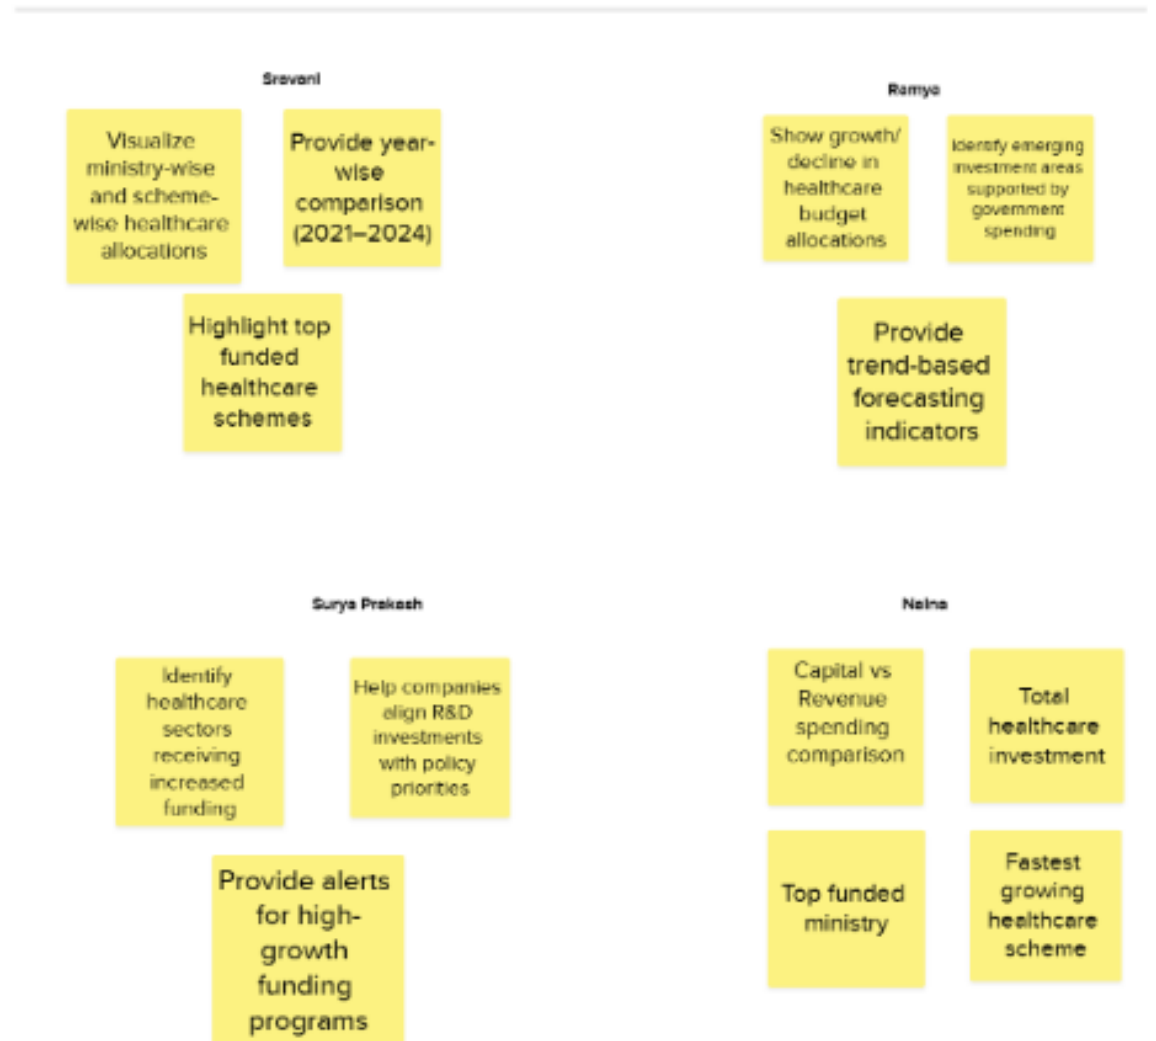 Sravani
Visualize
ministry-wise
and scheme-
wise healthcare
allocations
Provide year-
wise
comparison
(2021–2024)
Highlight top
funded
healthcare
schemes
Ramya
Show growth/
decline in
healthcare
budget
allocations
Identify emerging
investment areas
supported by
government
spending
Provide
trend-based
forecasting
indicators
Surya Prakash
Identify
healthcare
sectors
receiving
increased
funding
Help companies
align R&D
investments
with policy
priorities
Provide alerts
for high-
growth
funding
programs
Naina
Capital vs
Revenue
spending
comparison
Total
healthcare
investment
Top funded
ministry
Fastest
growing
healthcare
scheme